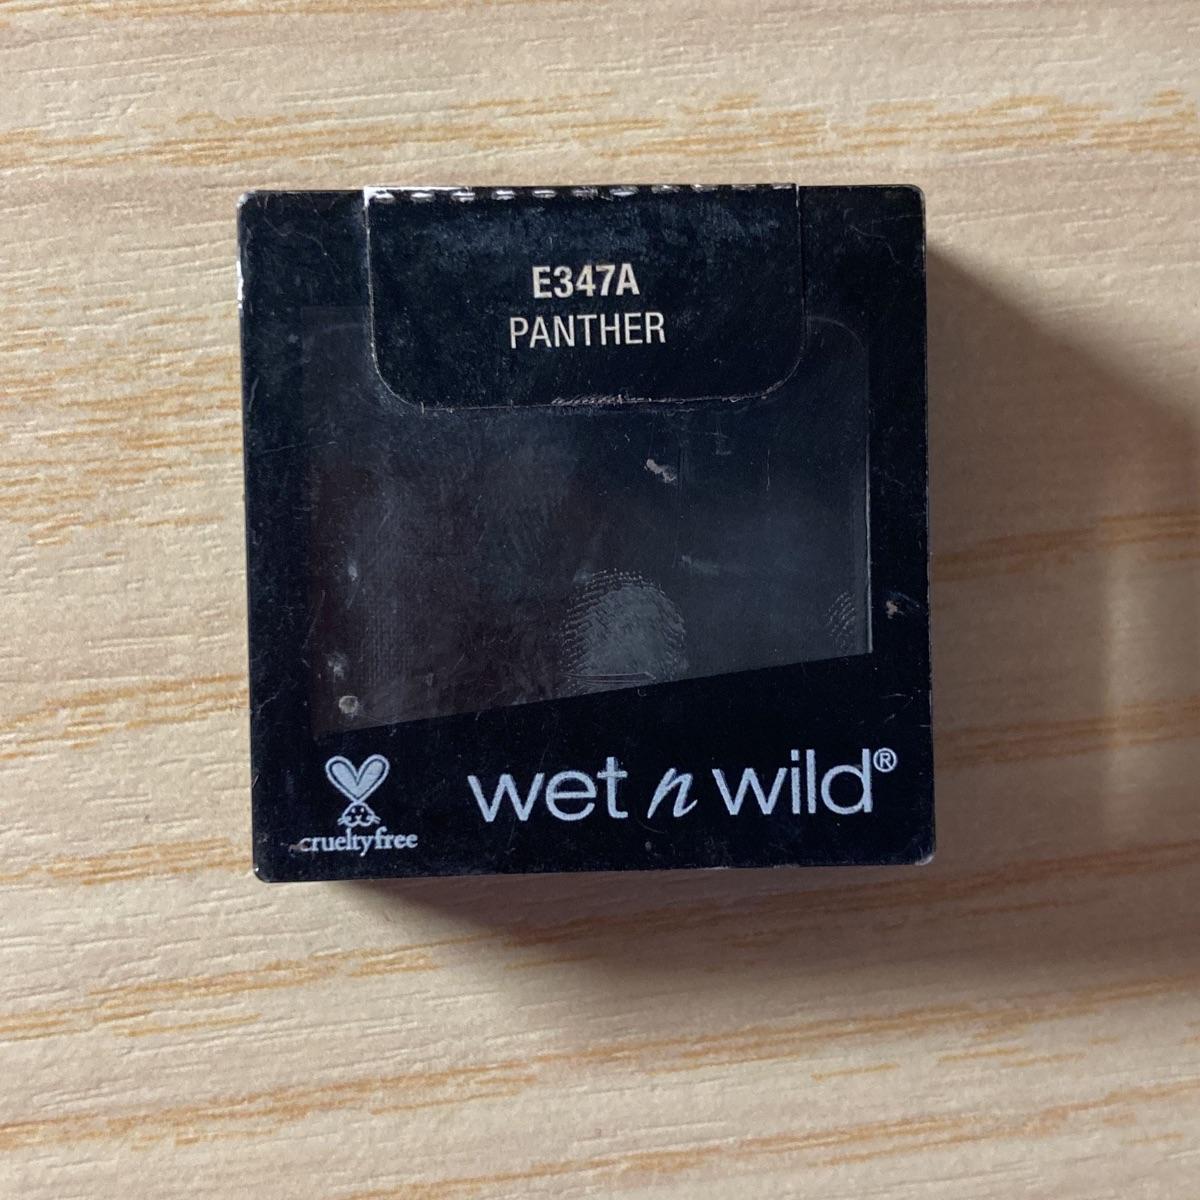 E347A
PANTHER
wet n wild®
crueltyfree